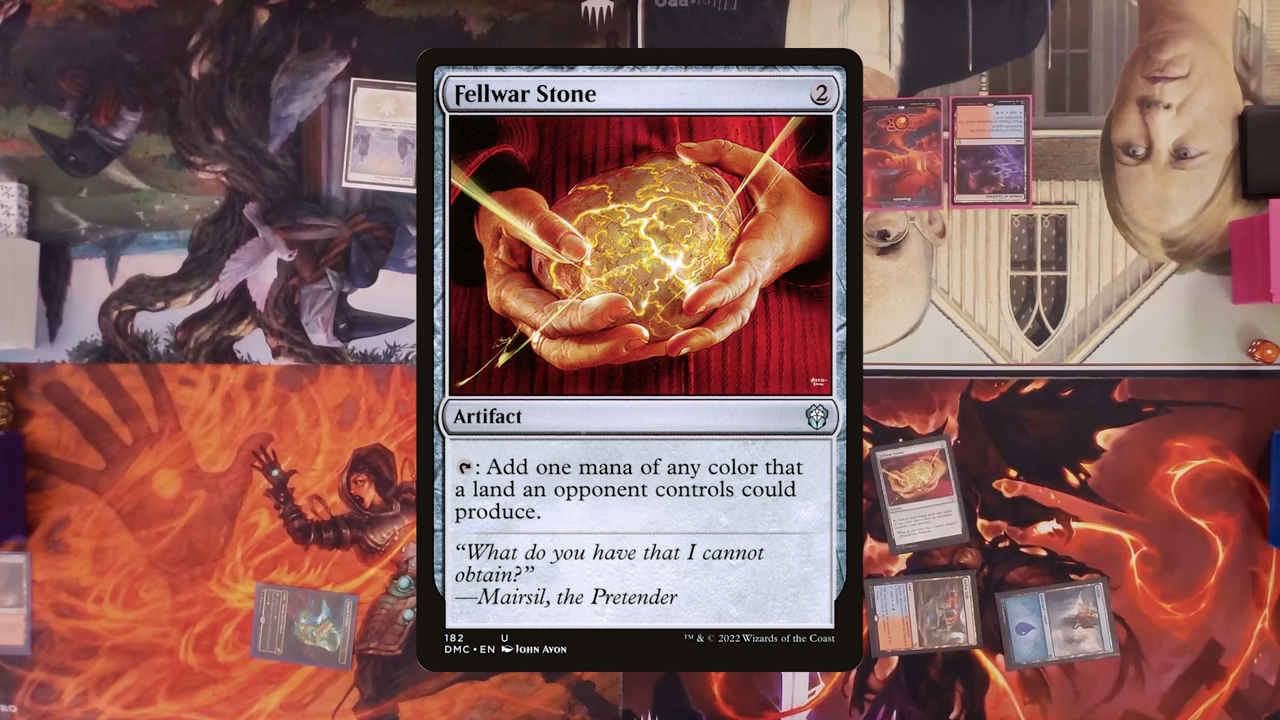 Fellwar Stone
2
Artifact
: Add one mana of any color that
a land an opponent controls could
produce.
“What do you have that I cannot
obtain?”
—Mairsil, the Pretender
182 U
DMC • EN JOHN AVON
™ & © 2022 Wizards of the Coast
Fellwar Stone